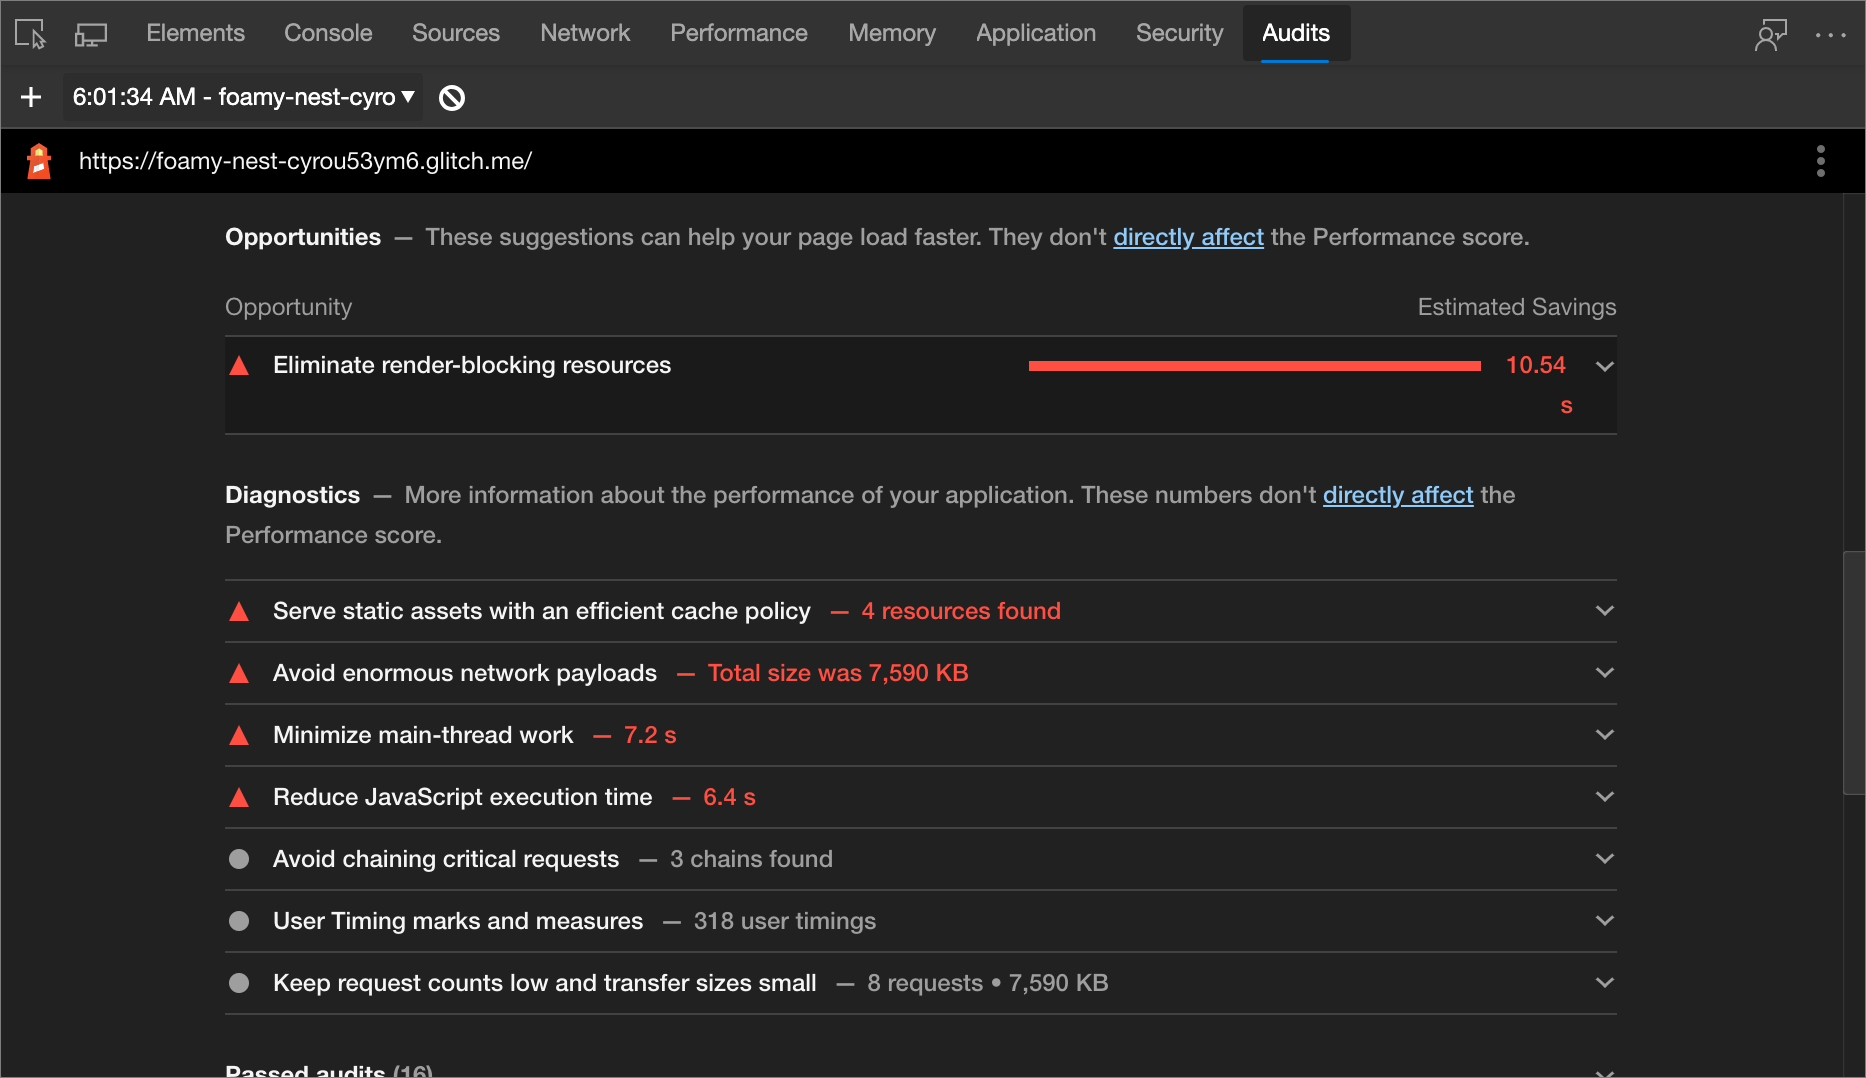 Elements Console Sources Network Performance Memory Application Security Audits
6:01:34 AM - foamy-nest-cyro
https://foamy-nest-cyrou53ym6.glitch.me/
Opportunities — These suggestions can help your page load faster. They don't directly affect the Performance score.
Opportunity Estimated Savings
Eliminate render-blocking resources 10.54
s
Diagnostics — More information about the performance of your application. These numbers don't directly affect the
Performance score.
Serve static assets with an efficient cache policy — 4 resources found
Avoid enormous network payloads — Total size was 7,590 KB
Minimize main-thread work — 7.2 s
Reduce JavaScript execution time — 6.4 s
Avoid chaining critical requests — 3 chains found
User Timing marks and measures — 318 user timings
Keep request counts low and transfer sizes small — 8 requests • 7,590 KB
Passed audits (16)